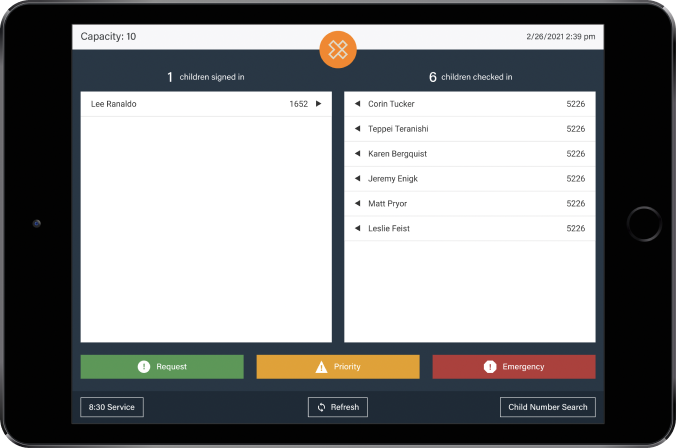 Capacity: 10
2/26/2021 2:39 pm
1 children signed in
6 children checked in
Lee Ranaldo 1652
Corin Tucker 5226
Teppei Teranishi 5226
Karen Bergquist 5226
Jeremy Enigk 5226
Matt Pryor 5226
Leslie Feist 5226
Request
Priority
Emergency
8:30 Service
Refresh
Child Number Search